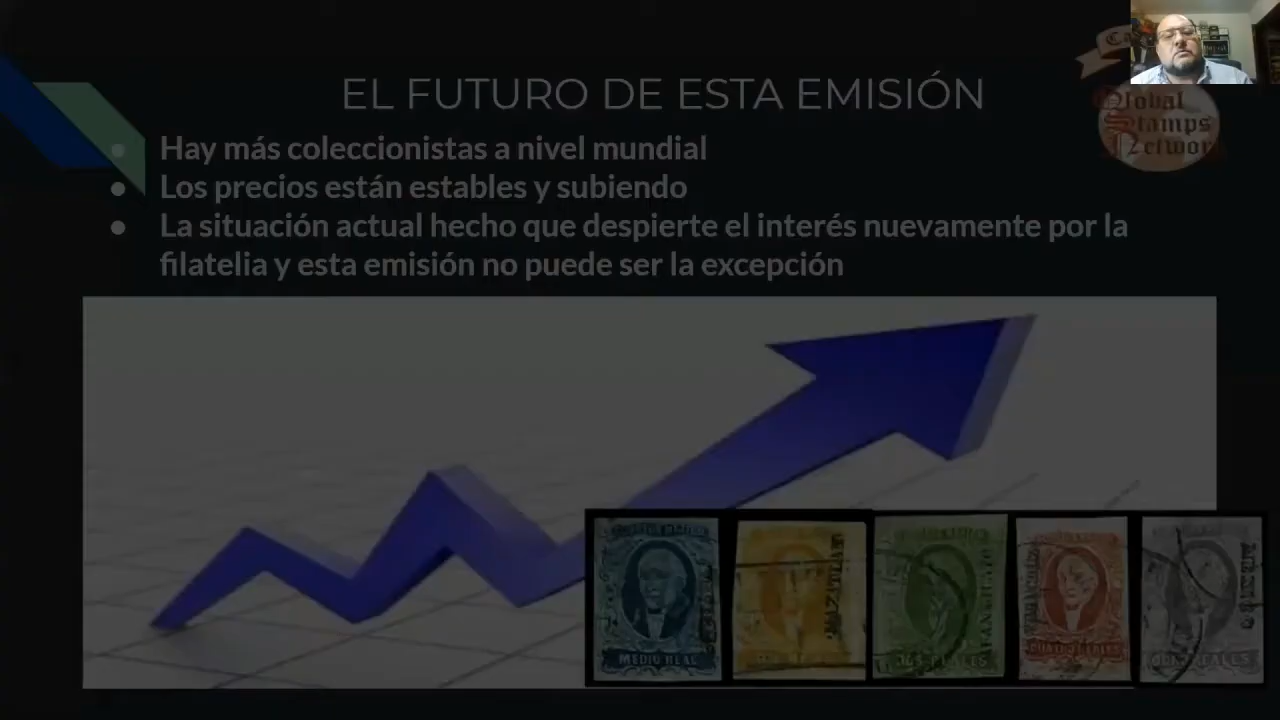 EL FUTURO DE ESTA EMISIÓN
Hay más coleccionistas a nivel mundial
Los precios están estables y subiendo
La situación actual hecho que despierte el interés nuevamente por la
filatelia y esta emisión no puede ser la excepción
Global
Stamps
Networ
MEDIO REAL